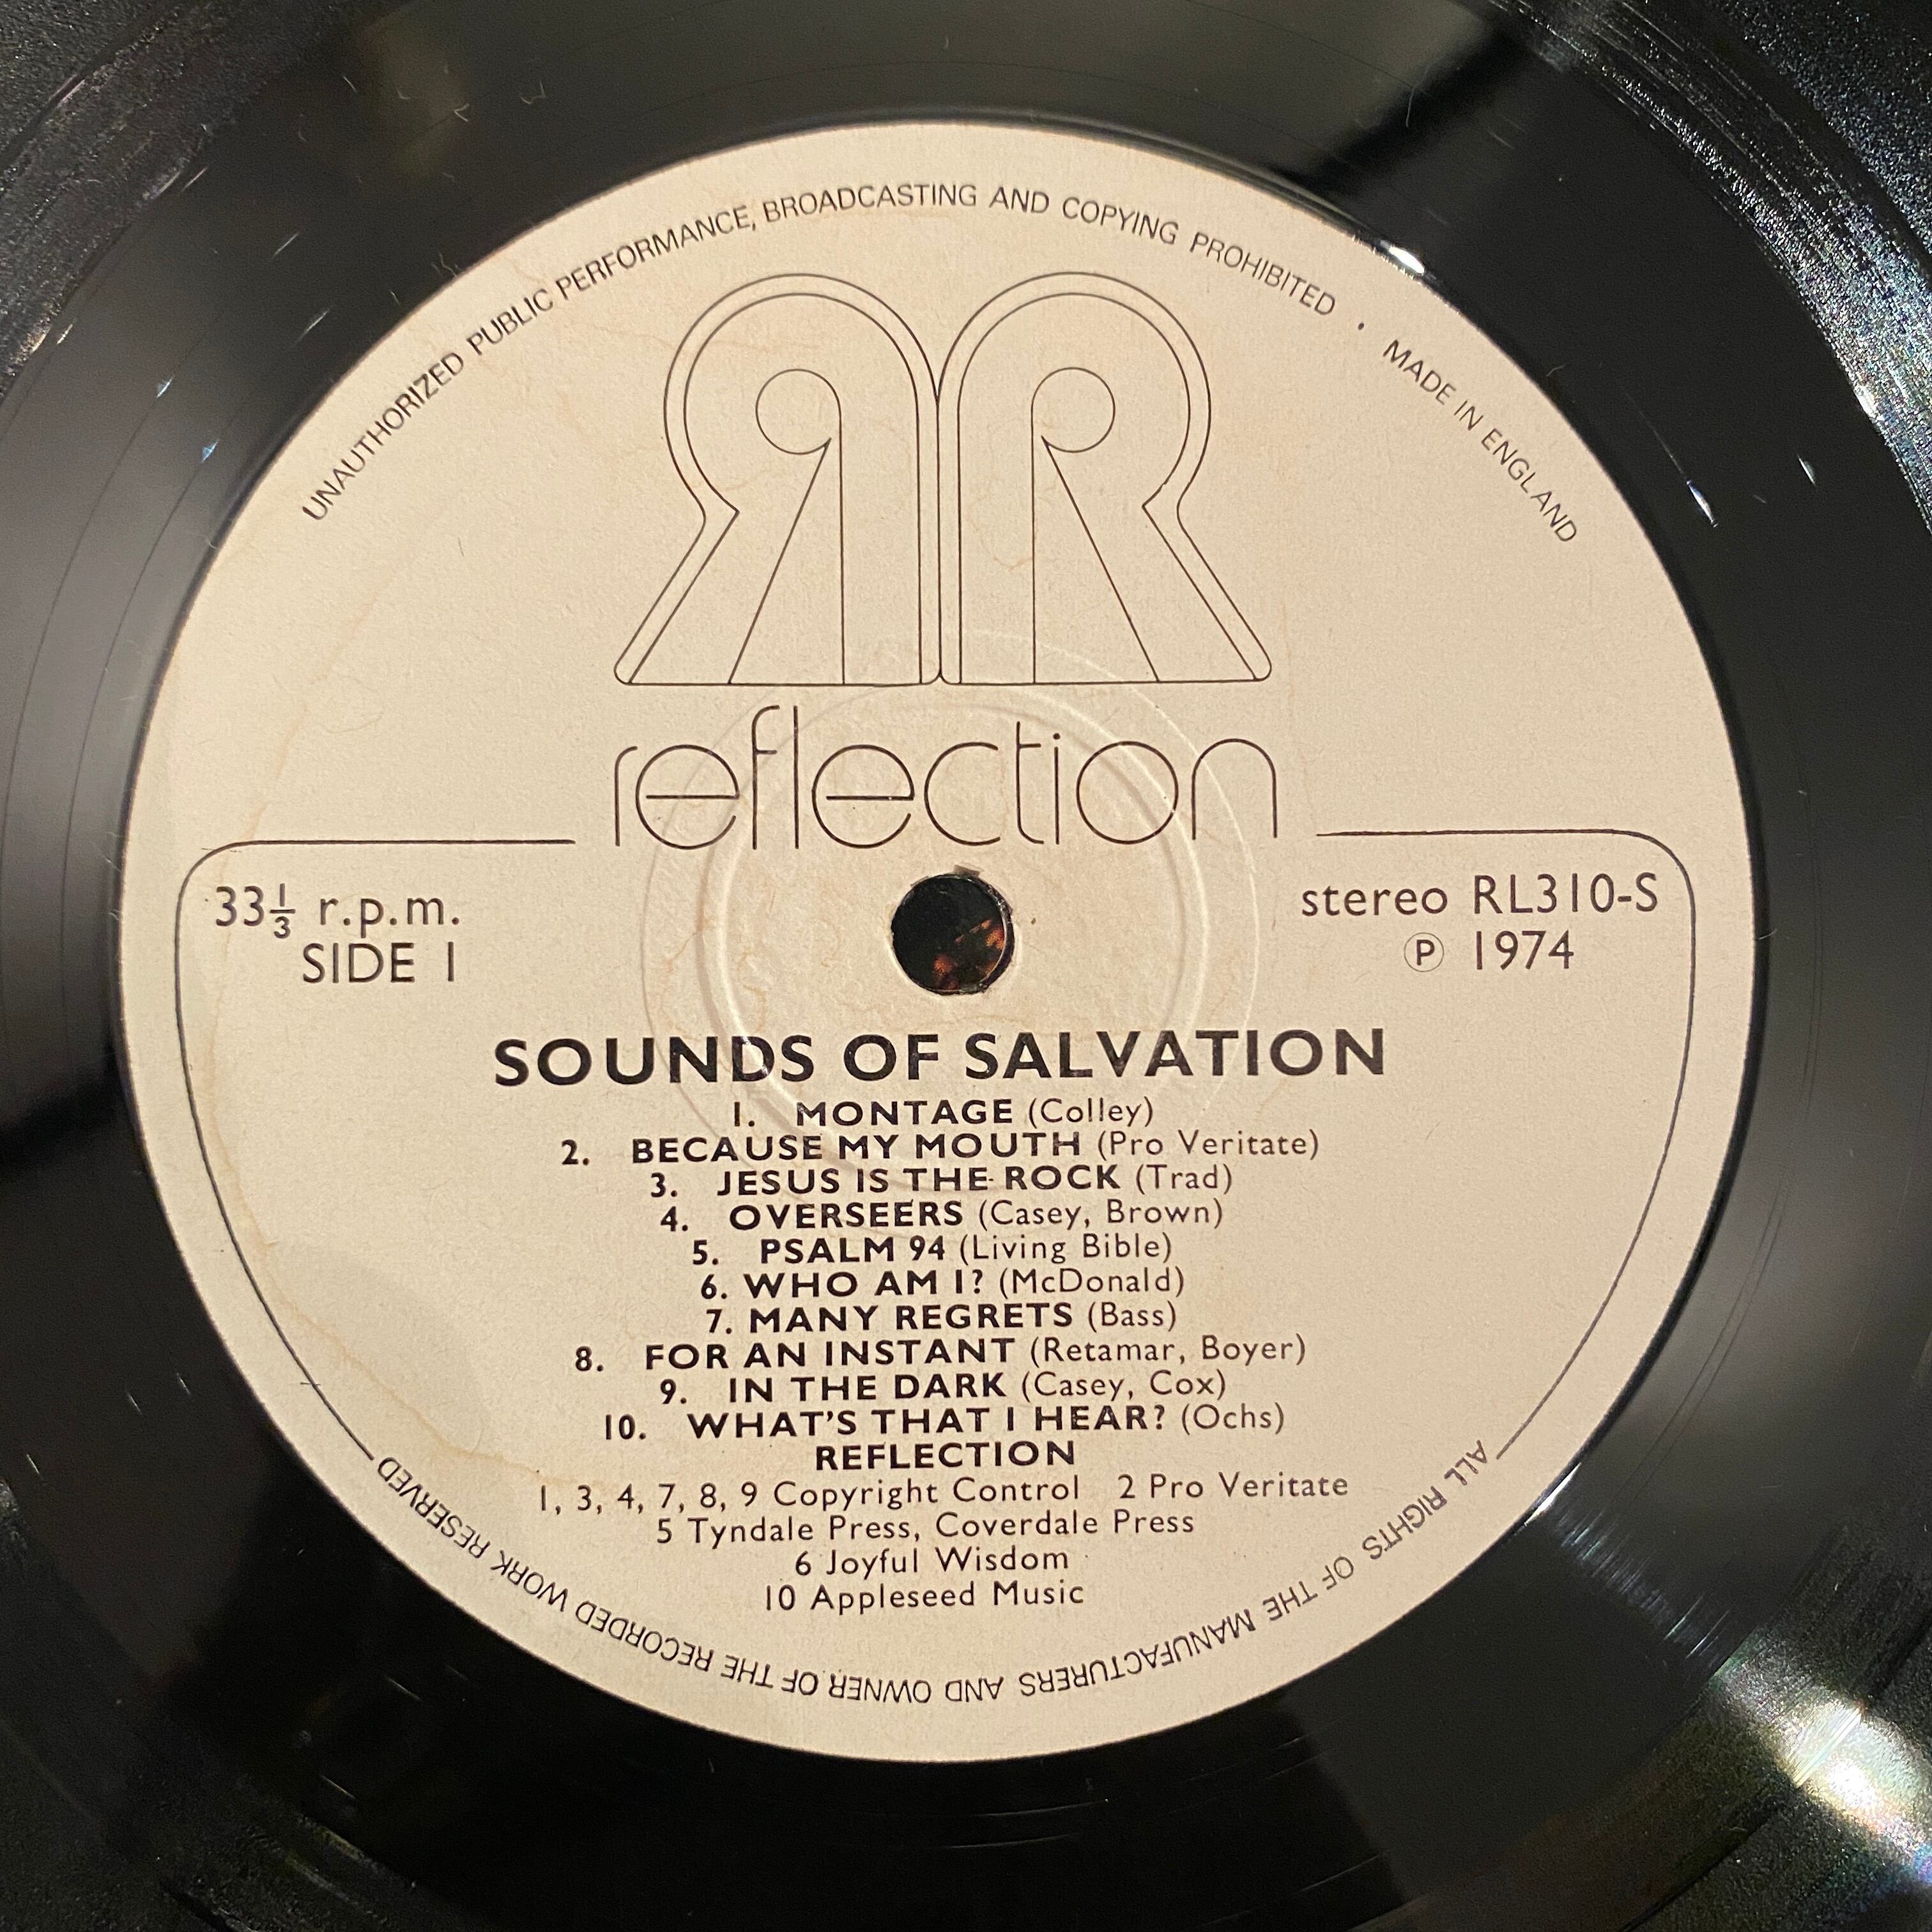 UNAUTHORIZED PUBLIC PERFORMANCE, BROADCASTING AND COPYING PROHIBITED · MADE IN ENGLAND
RR
reflection
33⅓ r.p.m.
SIDE 1
stereo RL310-S
℗ 1974
SOUNDS OF SALVATION
1. MONTAGE (Colley)
2. BECAUSE MY MOUTH (Pro Veritate)
3. JESUS IS THE ROCK (Trad)
4. OVERSEERS (Casey, Brown)
5. PSALM 94 (Living Bible)
6. WHO AM I? (McDonald)
7. MANY REGRETS (Bass)
8. FOR AN INSTANT (Retamar, Boyer)
9. IN THE DARK (Casey, Cox)
10. WHAT'S THAT I HEAR? (Ochs)
REFLECTION
1, 3, 4, 7, 8, 9 Copyright Control 2 Pro Veritate
5 Tyndale Press, Coverdale Press
6 Joyful Wisdom
10 Appleseed Music
ALL RIGHTS OF THE MANUFACTURERS AND OWNER OF THE RECORDED WORK RESERVED